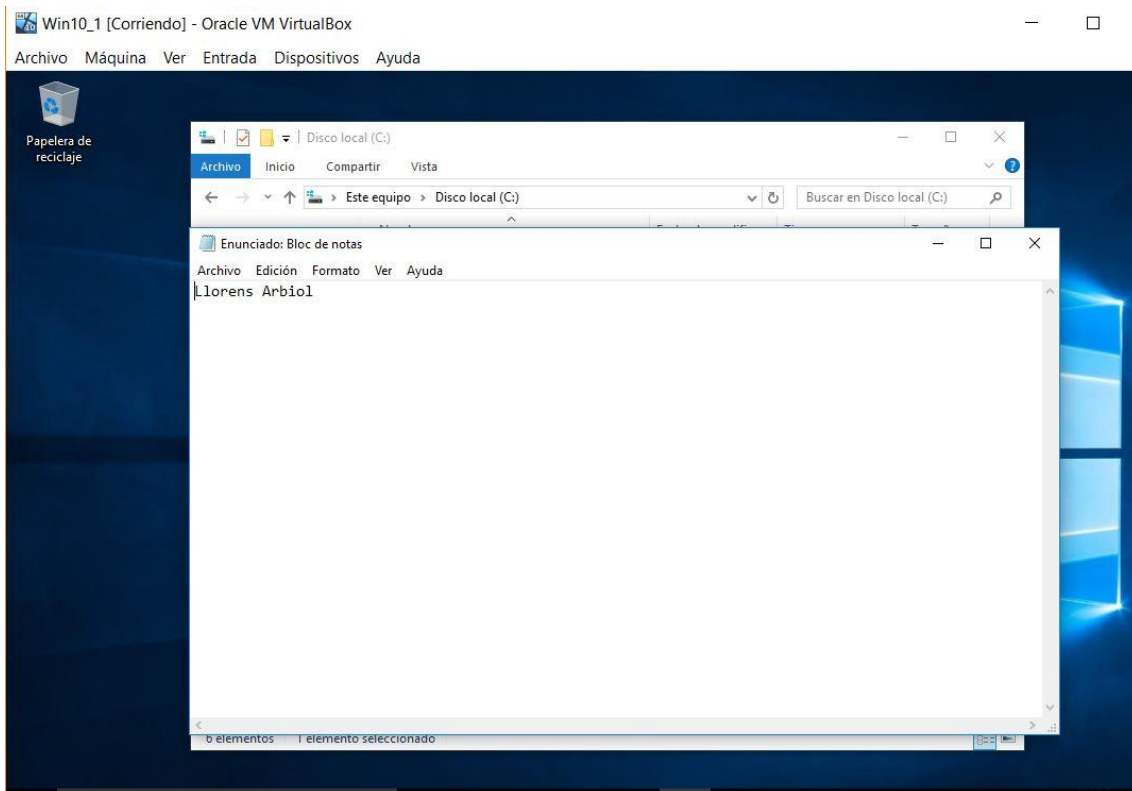 Win10_1 [Corriendo] - Oracle VM VirtualBox
Archivo Máquina Ver Entrada Dispositivos Ayuda
Papelera de
reciclaje
Disco local (C:)
Archivo Inicio Compartir Vista
Este equipo > Disco local (C:)
Buscar en Disco local (C:)
Enunciado: Bloc de notas
Archivo Edición Formato Ver Ayuda
Llorens Arbiol
6 elementos 1 elemento seleccionado